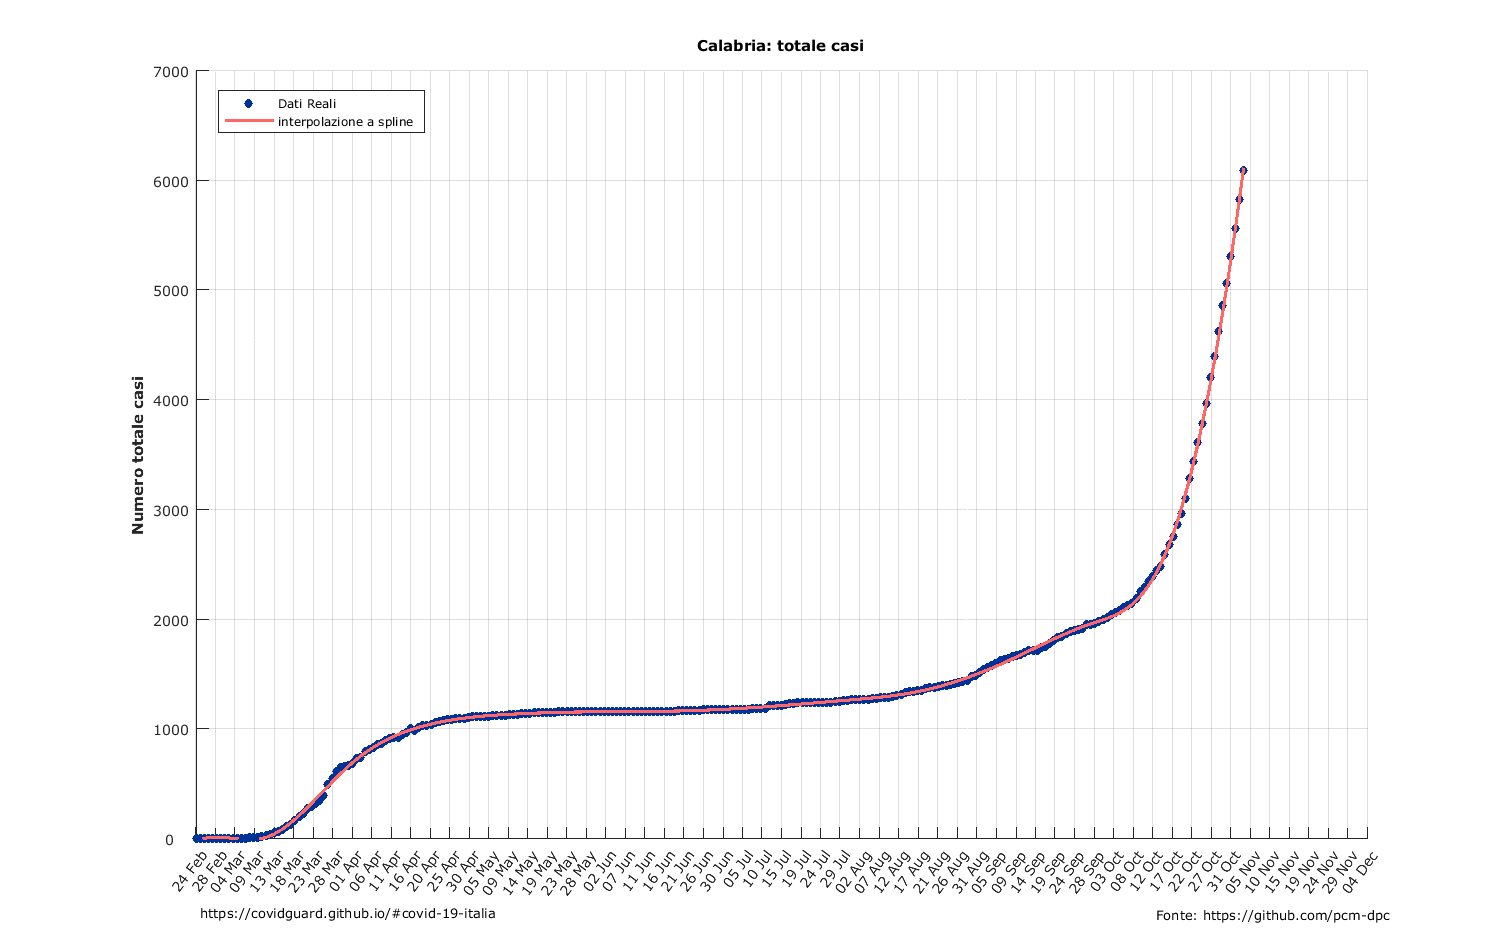 Calabria: totale casi
7000
6000
5000
4000
3000
2000
1000
0
Numero totale casi
Dati Reali
interpolazione a spline
24 Feb
28 Feb
04 Mar
09 Mar
13 Mar
18 Mar
23 Mar
28 Mar
01 Apr
06 Apr
11 Apr
16 Apr
20 Apr
25 Apr
30 Apr
05 May
09 May
14 May
19 May
23 May
28 May
02 Jun
07 Jun
11 Jun
16 Jun
21 Jun
26 Jun
30 Jun
05 Jul
10 Jul
15 Jul
19 Jul
24 Jul
29 Jul
02 Aug
07 Aug
12 Aug
17 Aug
21 Aug
26 Aug
31 Aug
05 Sep
09 Sep
14 Sep
19 Sep
24 Sep
28 Sep
03 Oct
08 Oct
12 Oct
17 Oct
22 Oct
27 Oct
31 Oct
05 Nov
10 Nov
15 Nov
19 Nov
24 Nov
29 Nov
04 Dec
https://covidguard.github.io/#covid-19-italia
Fonte: https://github.com/pcm-dpc